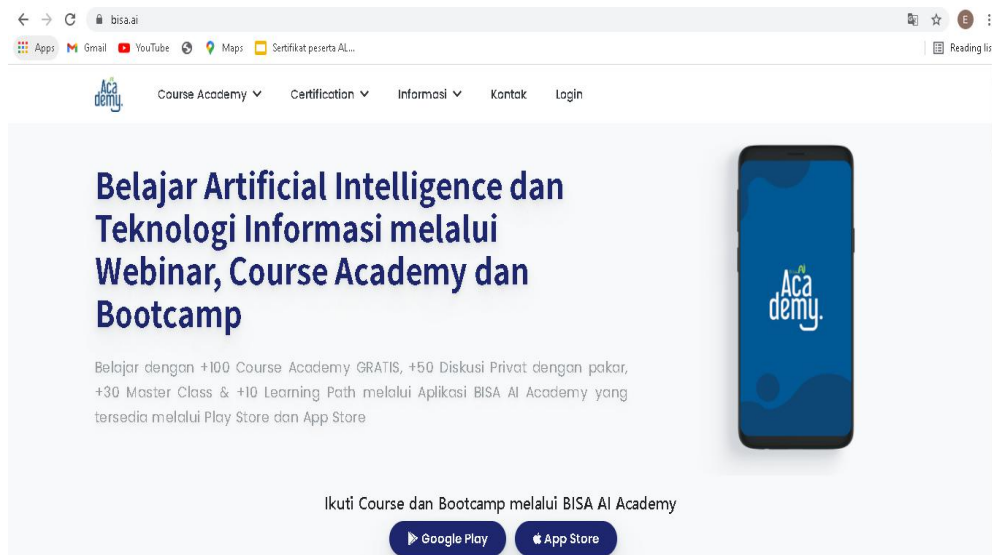 bisa.ai
E
Apps Gmail YouTube Maps Sertifikat peserta AL... Reading lis
Aca
demy.
Course Academy Certification Informasi Kontak Login
Belajar Artificial Intelligence dan
Teknologi Informasi melalui
Webinar, Course Academy dan
Bootcamp
Belajar dengan +100 Course Academy GRATIS, +50 Diskusi Privat dengan pakar,
+30 Master Class & +10 Learning Path melalui Aplikasi BISA AI Academy yang
tersedia melalui Play Store dan App Store
Aca
demy.
Ikuti Course dan Bootcamp melalui BISA AI Academy
Google Play App Store